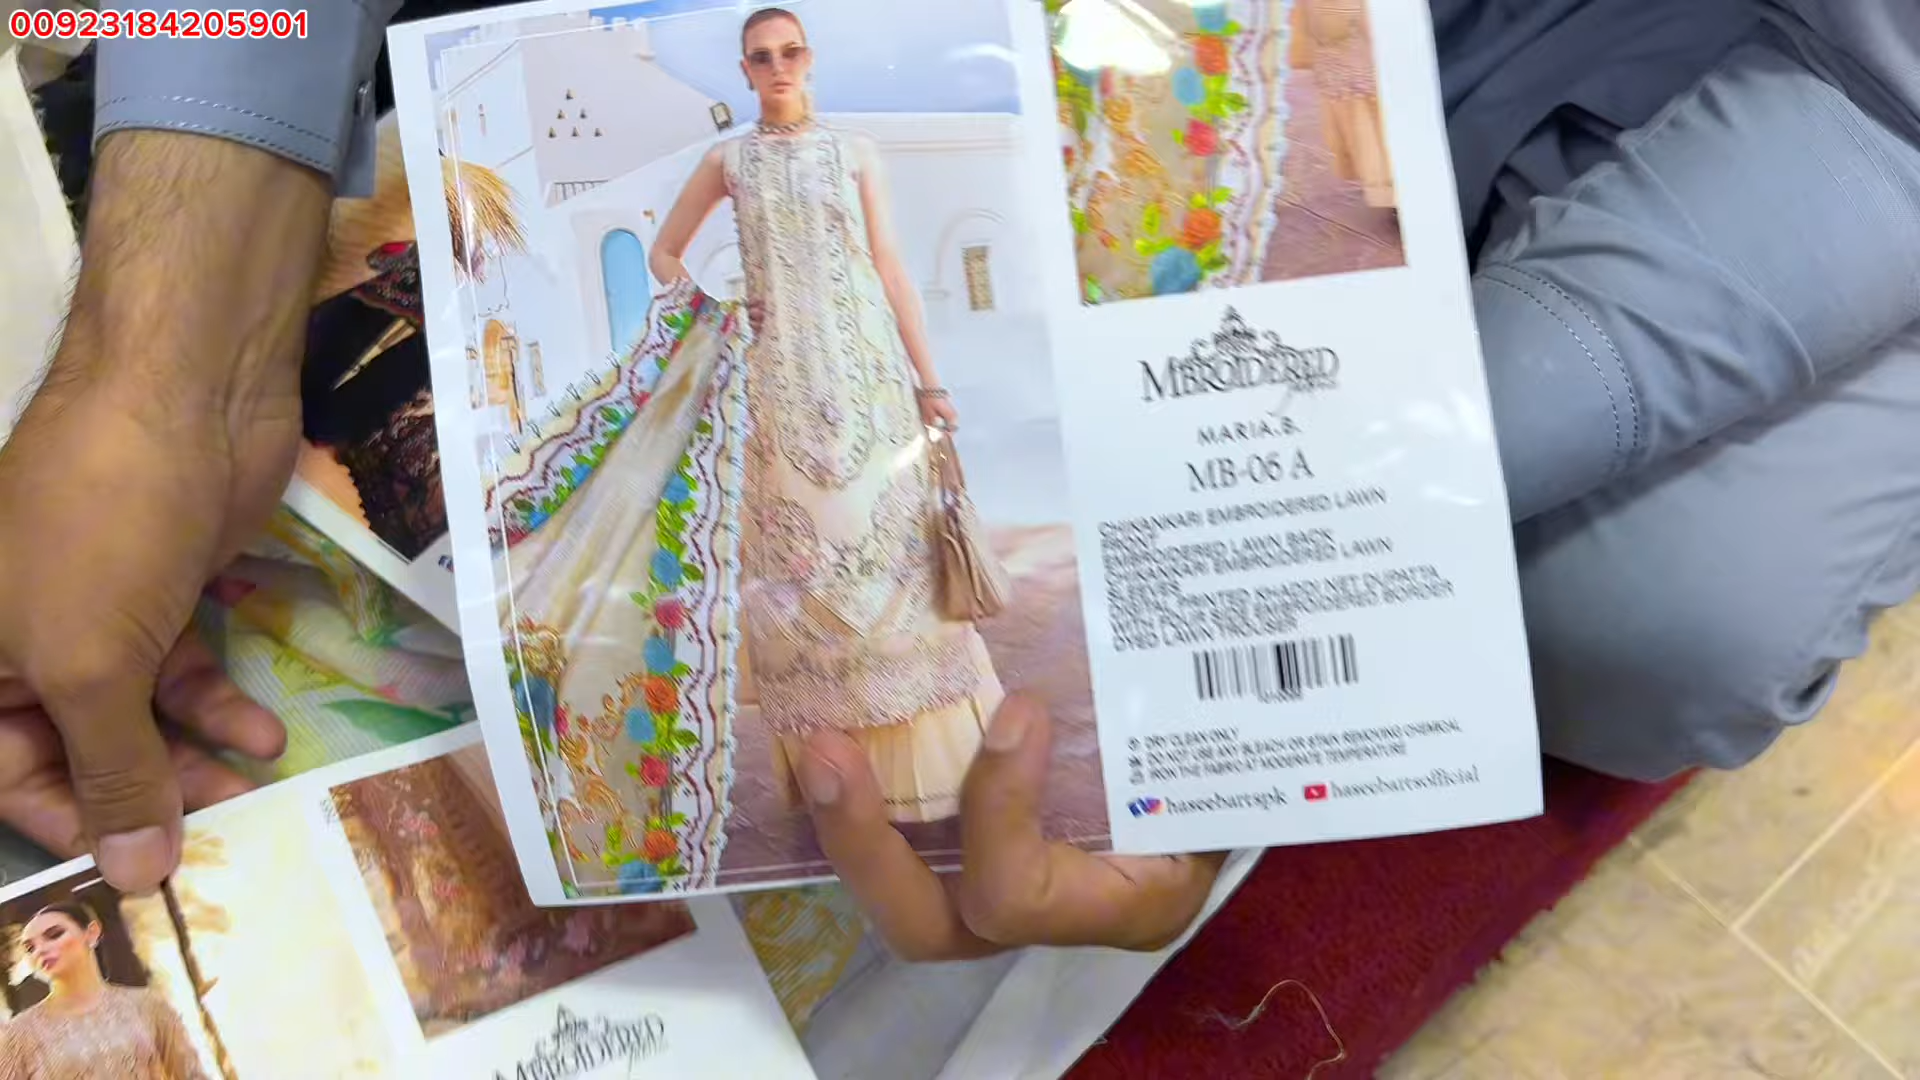 00923184205901
MBROIDERED
MARIA.B.
MB-06 A
CHIKANKARI EMBROIDERED LAWN
FRONT
EMBROIDERED LAWN BACK
CHIKANKARI EMBROIDERED LAWN
SLEEVES
DIGITAL PRINTED KHADDI NET DUPATTA
WITH FOUR SIDE EMBROIDERED BORDER
DYED LAWN TROUSER
DRY CLEAN ONLY
DO NOT USE ANY BLEACH OR STAIN REMOVING CHEMICAL
IRON THE FABRIC AT MODERATE TEMPERATURE
haseebartspk haseebartsofficial
MBROIDERED